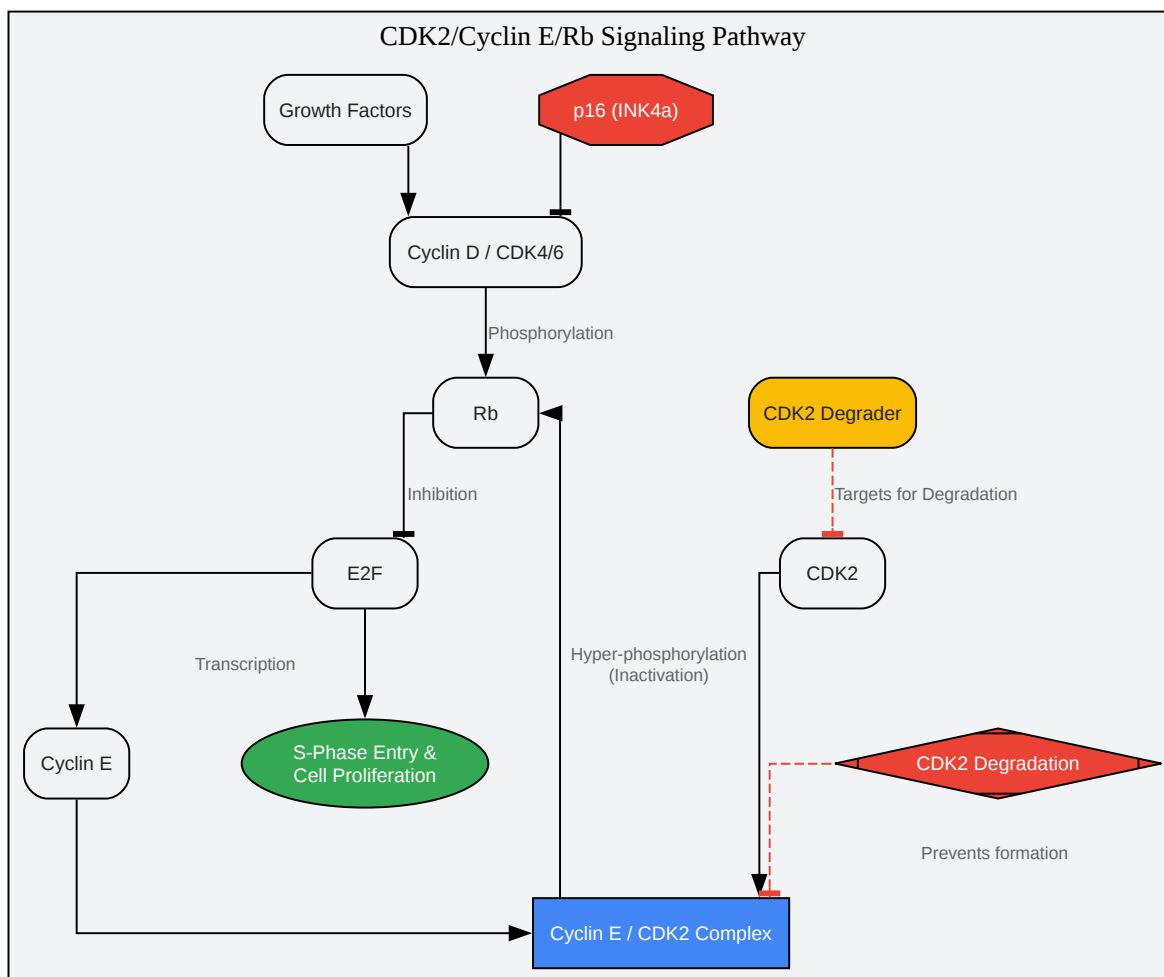 CDK2/Cyclin E/Rb Signaling Pathway
Growth Factors
p16 (INK4a)
Cyclin D / CDK4/6
Phosphorylation
Rb
CDK2 Degrader
Inhibition
Targets for Degradation
E2F
CDK2
Transcription
Hyper-phosphorylation
(Inactivation)
Cyclin E
S-Phase Entry &
Cell Proliferation
CDK2 Degradation
Prevents formation
Cyclin E / CDK2 Complex